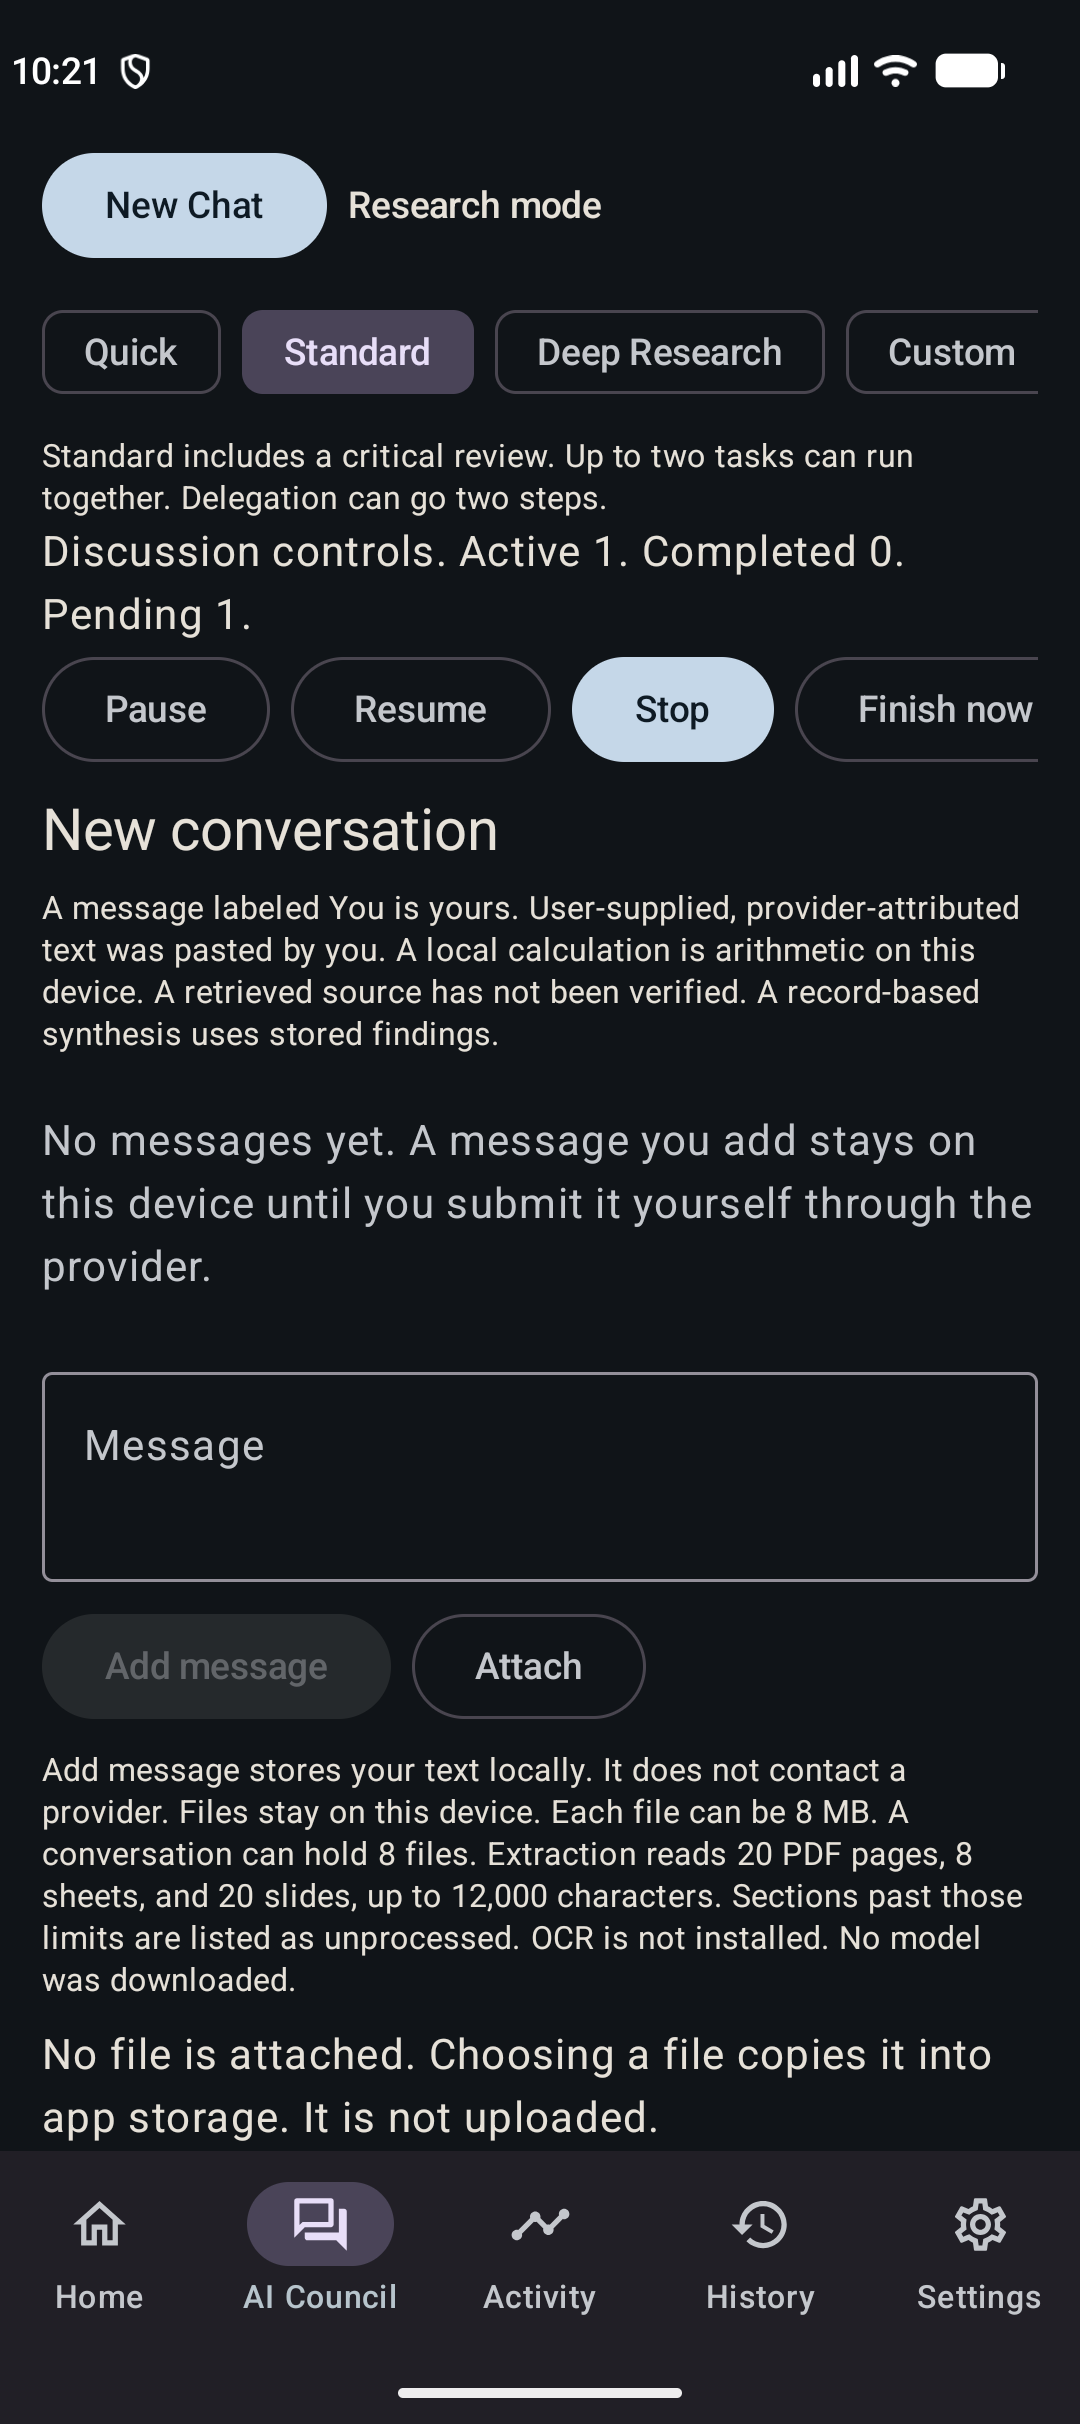 10:21
New Chat Research mode
Quick Standard Deep Research Custom
Standard includes a critical review. Up to two tasks can run
together. Delegation can go two steps.
Discussion controls. Active 1. Completed 0.
Pending 1.
Pause Resume Stop Finish now
New conversation
A message labeled You is yours. User-supplied, provider-attributed
text was pasted by you. A local calculation is arithmetic on this
device. A retrieved source has not been verified. A record-based
synthesis uses stored findings.
No messages yet. A message you add stays on
this device until you submit it yourself through the
provider.
Message
Add message Attach
Add message stores your text locally. It does not contact a
provider. Files stay on this device. Each file can be 8 MB. A
conversation can hold 8 files. Extraction reads 20 PDF pages, 8
sheets, and 20 slides, up to 12,000 characters. Sections past those
limits are listed as unprocessed. OCR is not installed. No model
was downloaded.
No file is attached. Choosing a file copies it into
app storage. It is not uploaded.
Home AI Council Activity History Settings